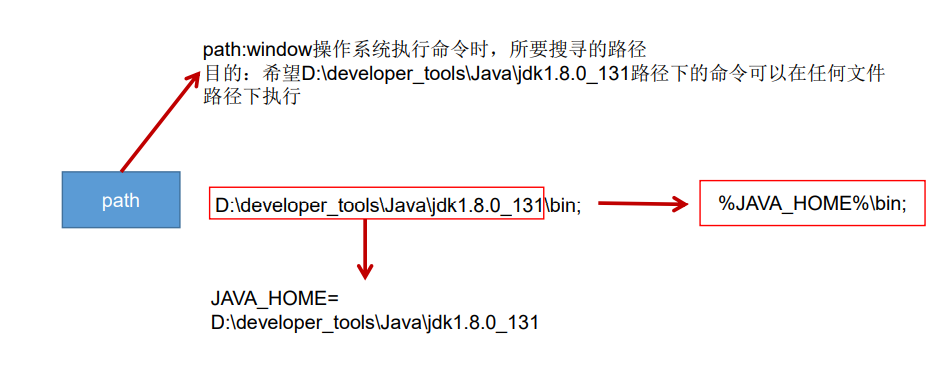 path:window操作系统执行命令时，所要搜寻的路径
目的：希望D:\developer_tools\Java\jdk1.8.0_131路径下的命令可以在任何文件
路径下执行
path
D:\developer_tools\Java\jdk1.8.0_131\bin;
%JAVA_HOME%\bin;
JAVA_HOME=
D:\developer_tools\Java\jdk1.8.0_131